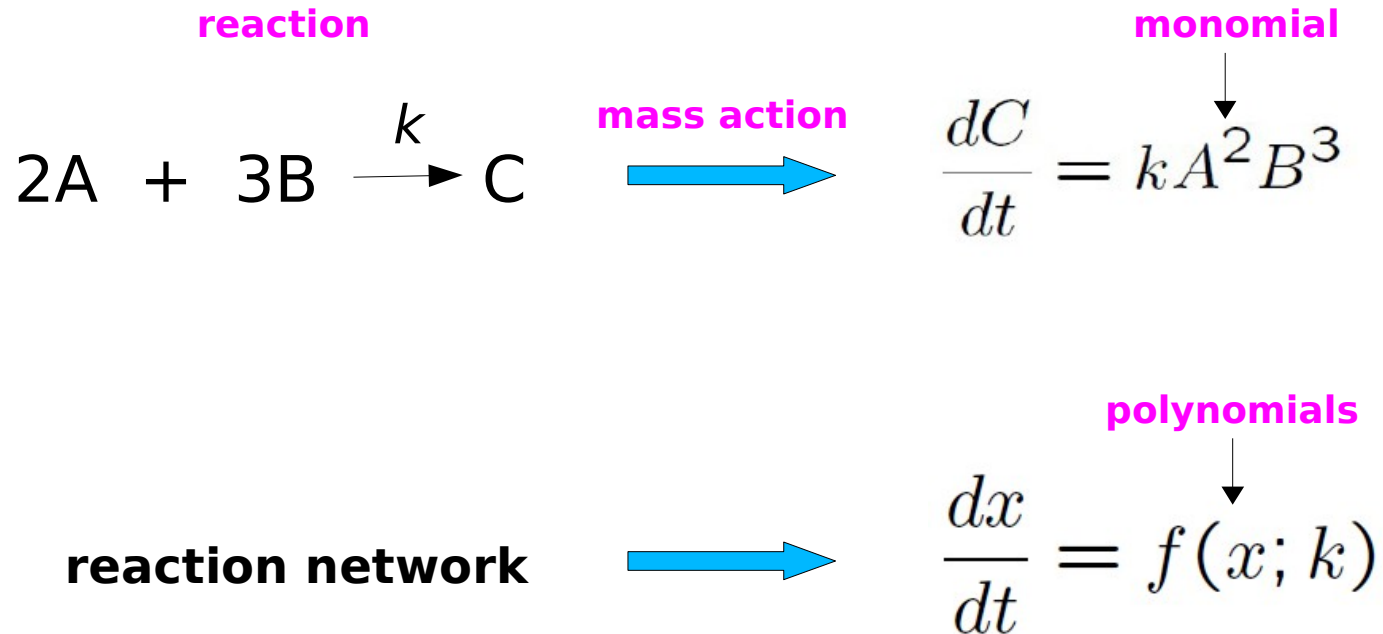 reaction
monomial
mass action
2A + 3B k C
dC/dt = kA²B³
polynomials
reaction network
dx/dt = f(x; k)